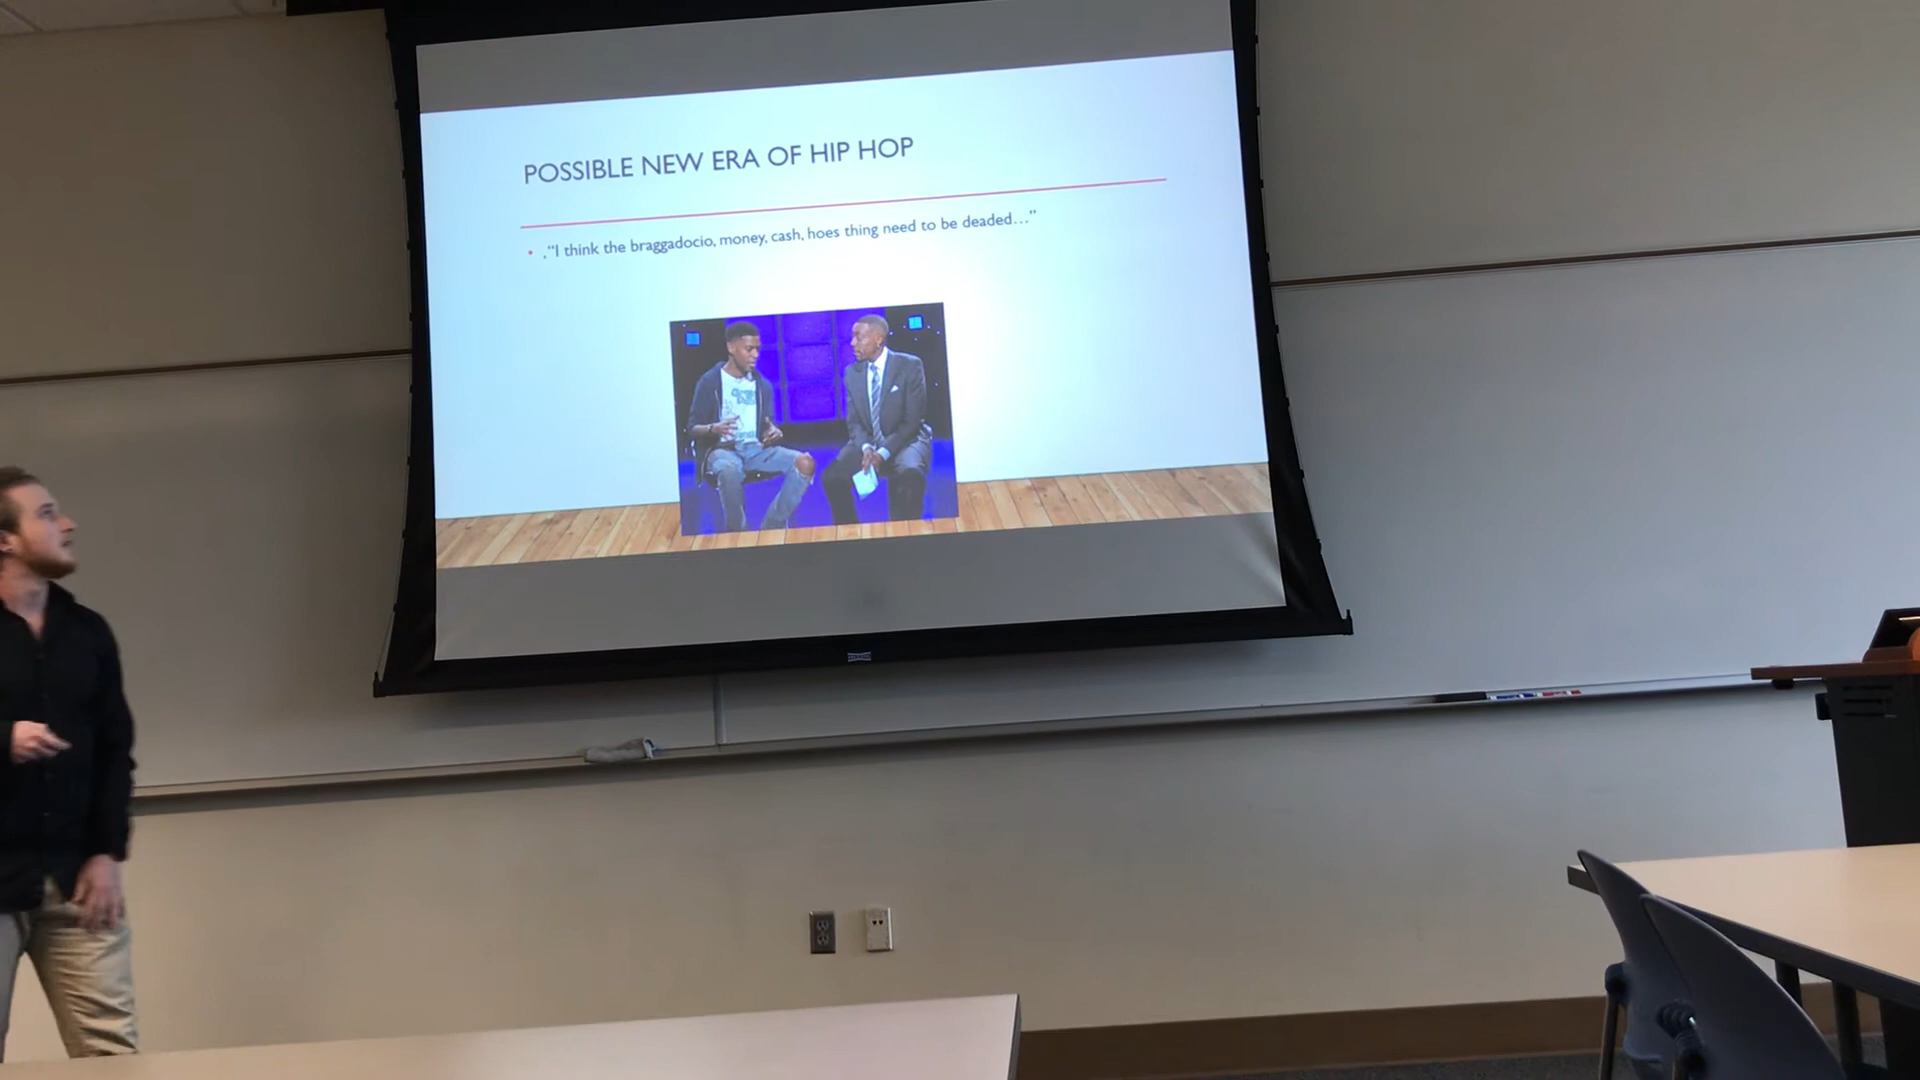 POSSIBLE NEW ERA OF HIP HOP
• .“I think the braggadocio, money, cash, hoes thing need to be deaded…”